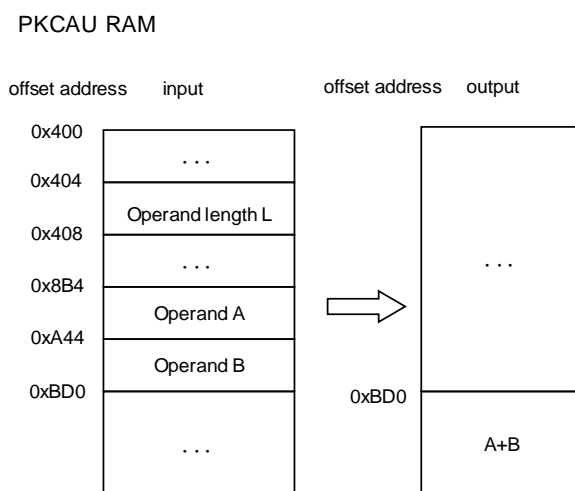 PKCAU RAM
offset address input
offset address output
0x400
. . .
0x404
Operand length L
0x408
. . .
0x8B4
Operand A
0xA44
Operand B
0xBD0
. . .
. . .
0xBD0
A+B